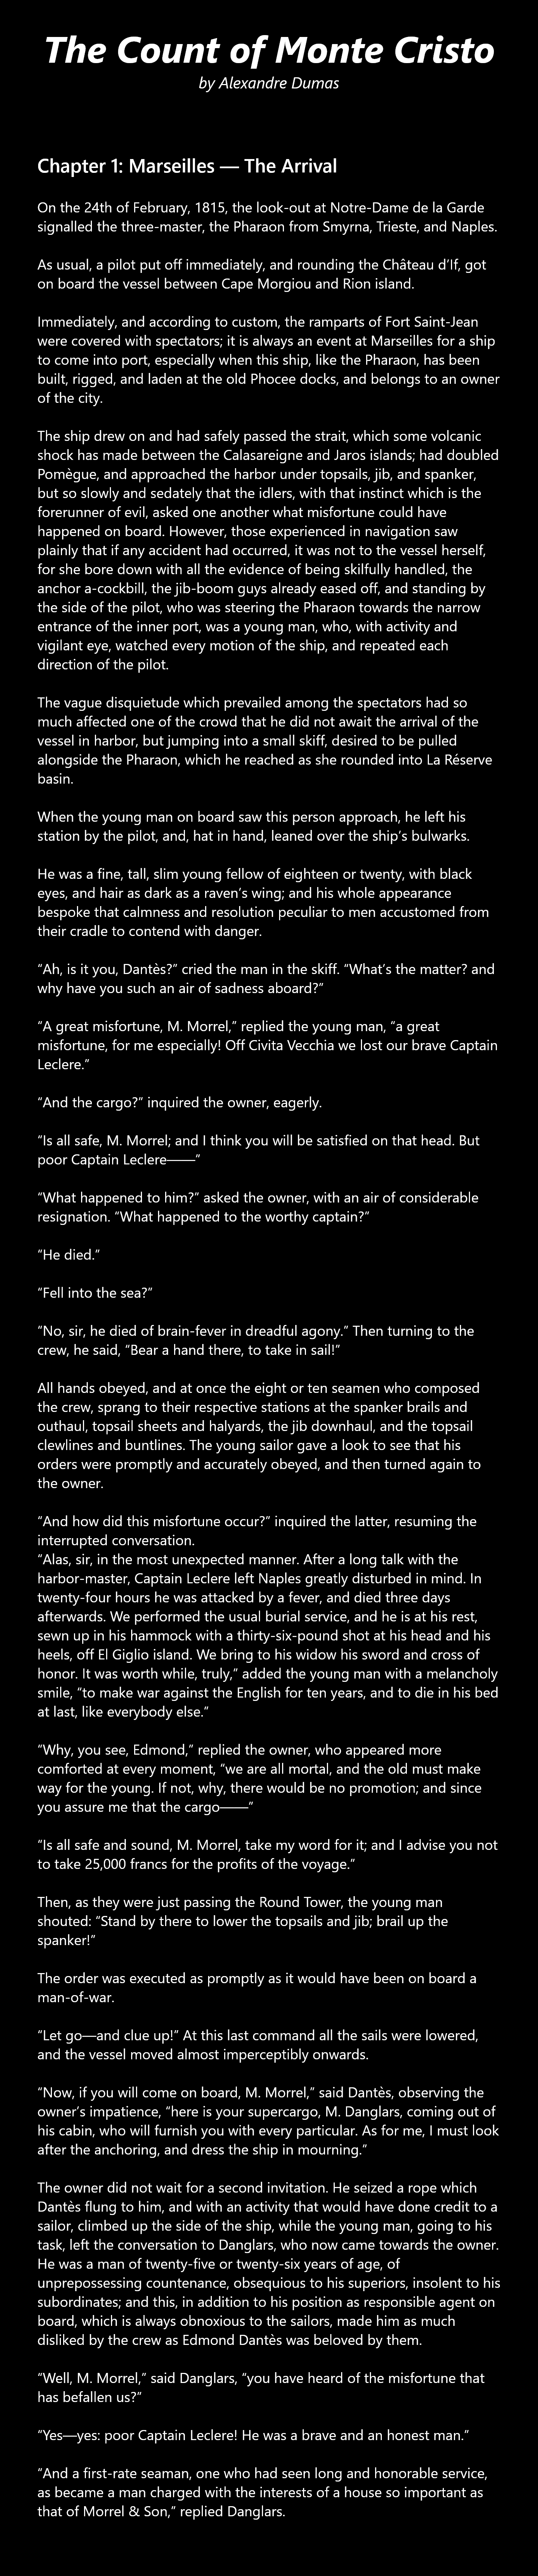 The Count of Monte Cristo
by Alexandre Dumas
Chapter 1: Marseilles — The Arrival
On the 24th of February, 1815, the look-out at Notre-Dame de la Garde
signalled the three-master, the Pharaon from Smyrna, Trieste, and Naples.
As usual, a pilot put off immediately, and rounding the Château d’If, got
on board the vessel between Cape Morgiou and Rion island.
Immediately, and according to custom, the ramparts of Fort Saint-Jean
were covered with spectators; it is always an event at Marseilles for a ship
to come into port, especially when this ship, like the Pharaon, has been
built, rigged, and laden at the old Phocee docks, and belongs to an owner
of the city.
The ship drew on and had safely passed the strait, which some volcanic
shock has made between the Calasareigne and Jaros islands; had doubled
Pomègue, and approached the harbor under topsails, jib, and spanker,
but so slowly and sedately that the idlers, with that instinct which is the
forerunner of evil, asked one another what misfortune could have
happened on board. However, those experienced in navigation saw
plainly that if any accident had occurred, it was not to the vessel herself,
for she bore down with all the evidence of being skilfully handled, the
anchor a-cockbill, the jib-boom guys already eased off, and standing by
the side of the pilot, who was steering the Pharaon towards the narrow
entrance of the inner port, was a young man, who, with activity and
vigilant eye, watched every motion of the ship, and repeated each
direction of the pilot.
The vague disquietude which prevailed among the spectators had so
much affected one of the crowd that he did not await the arrival of the
vessel in harbor, but jumping into a small skiff, desired to be pulled
alongside the Pharaon, which he reached as she rounded into La Réserve
basin.
When the young man on board saw this person approach, he left his
station by the pilot, and, hat in hand, leaned over the ship’s bulwarks.
He was a fine, tall, slim young fellow of eighteen or twenty, with black
eyes, and hair as dark as a raven’s wing; and his whole appearance
bespoke that calmness and resolution peculiar to men accustomed from
their cradle to contend with danger.
“Ah, is it you, Dantès?” cried the man in the skiff. “What’s the matter? and
why have you such an air of sadness aboard?”
“A great misfortune, M. Morrel,” replied the young man, “a great
misfortune, for me especially! Off Civita Vecchia we lost our brave Captain
Leclere.”
“And the cargo?” inquired the owner, eagerly.
“Is all safe, M. Morrel; and I think you will be satisfied on that head. But
poor Captain Leclere——”
“What happened to him?” asked the owner, with an air of considerable
resignation. “What happened to the worthy captain?”
“He died.”
“Fell into the sea?”
“No, sir, he died of brain-fever in dreadful agony.” Then turning to the
crew, he said, “Bear a hand there, to take in sail!”
All hands obeyed, and at once the eight or ten seamen who composed
the crew, sprang to their respective stations at the spanker brails and
outhaul, topsail sheets and halyards, the jib downhaul, and the topsail
clewlines and buntlines. The young sailor gave a look to see that his
orders were promptly and accurately obeyed, and then turned again to
the owner.
“And how did this misfortune occur?” inquired the latter, resuming the
interrupted conversation.
“Alas, sir, in the most unexpected manner. After a long talk with the
harbor-master, Captain Leclere left Naples greatly disturbed in mind. In
twenty-four hours he was attacked by a fever, and died three days
afterwards. We performed the usual burial service, and he is at his rest,
sewn up in his hammock with a thirty-six-pound shot at his head and his
heels, off El Giglio island. We bring to his widow his sword and cross of
honor. It was worth while, truly,” added the young man with a melancholy
smile, “to make war against the English for ten years, and to die in his bed
at last, like everybody else.”
“Why, you see, Edmond,” replied the owner, who appeared more
comforted at every moment, “we are all mortal, and the old must make
way for the young. If not, why, there would be no promotion; and since
you assure me that the cargo——”
“Is all safe and sound, M. Morrel, take my word for it; and I advise you not
to take 25,000 francs for the profits of the voyage.”
Then, as they were just passing the Round Tower, the young man
shouted: “Stand by there to lower the topsails and jib; brail up the
spanker!”
The order was executed as promptly as it would have been on board a
man-of-war.
“Let go—and clue up!” At this last command all the sails were lowered,
and the vessel moved almost imperceptibly onwards.
“Now, if you will come on board, M. Morrel,” said Dantès, observing the
owner’s impatience, “here is your supercargo, M. Danglars, coming out of
his cabin, who will furnish you with every particular. As for me, I must look
after the anchoring, and dress the ship in mourning.”
The owner did not wait for a second invitation. He seized a rope which
Dantès flung to him, and with an activity that would have done credit to a
sailor, climbed up the side of the ship, while the young man, going to his
task, left the conversation to Danglars, who now came towards the owner.
He was a man of twenty-five or twenty-six years of age, of
unprepossessing countenance, obsequious to his superiors, insolent to his
subordinates; and this, in addition to his position as responsible agent on
board, which is always obnoxious to the sailors, made him as much
disliked by the crew as Edmond Dantès was beloved by them.
“Well, M. Morrel,” said Danglars, “you have heard of the misfortune that
has befallen us?”
“Yes—yes: poor Captain Leclere! He was a brave and an honest man.”
“And a first-rate seaman, one who had seen long and honorable service,
as became a man charged with the interests of a house so important as
that of Morrel & Son,” replied Danglars.